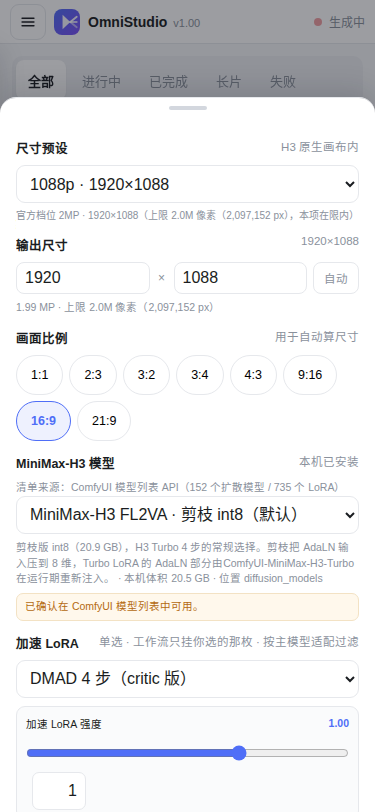 OmniStudio v1.00 生成中
全部 进行中 已完成 长片 失败
尺寸预设 H3 原生画布内
1088p · 1920×1088
官方档位 2MP · 1920×1088（上限 2.0M 像素（2,097,152 px），本项在限内）
输出尺寸 1920×1088
1920 × 1088 自动
1.99 MP · 上限 2.0M 像素（2,097,152 px）
画面比例 用于自动算尺寸
1:1 2:3 3:2 3:4 4:3 9:16
16:9 21:9
MiniMax-H3 模型 本机已安装
清单来源：ComfyUI 模型列表 API（152 个扩散模型 / 735 个 LoRA）
MiniMax-H3 FL2VA · 剪枝 int8（默认）
剪枝版 int8（20.9 GB），H3 Turbo 4 步的常规选择。剪枝把 AdaLN 输
入压到 8 维，Turbo LoRA 的 AdaLN 部分由ComfyUI-MiniMax-H3-Turbo
在运行期重新注入。 · 本机体积 20.5 GB · 位置 diffusion_models
已确认在 ComfyUI 模型列表中可用。
加速 LoRA 单选 · 工作流只挂你选的那枚 · 按主模型适配过滤
DMAD 4 步（critic 版）
加速 LoRA 强度 1.00
1